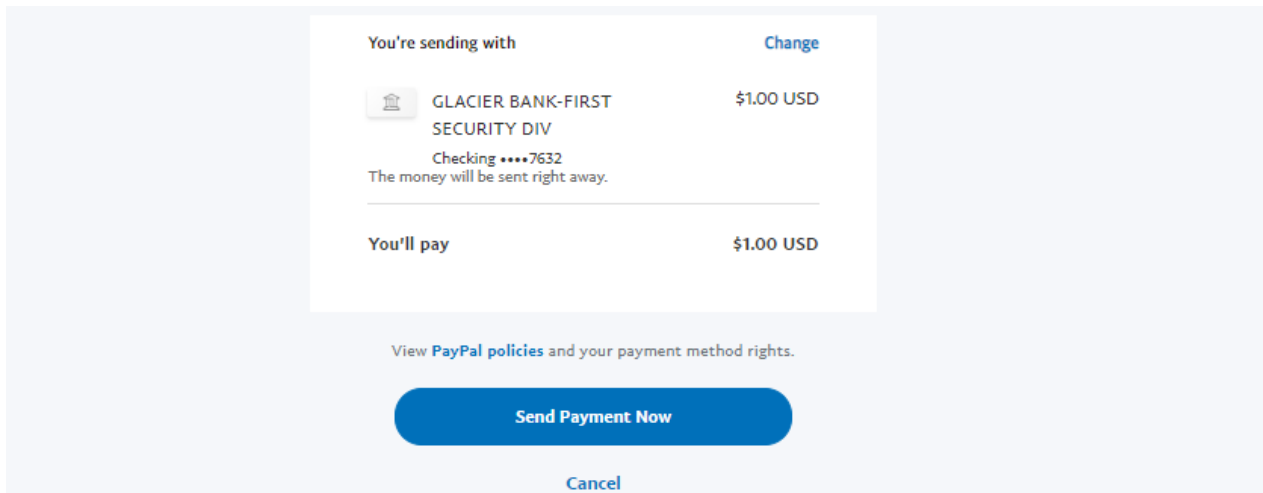 You're sending with Change
GLACIER BANK-FIRST $1.00 USD
SECURITY DIV
Checking ••••7632
The money will be sent right away.
You'll pay $1.00 USD
View PayPal policies and your payment method rights.
Send Payment Now
Cancel